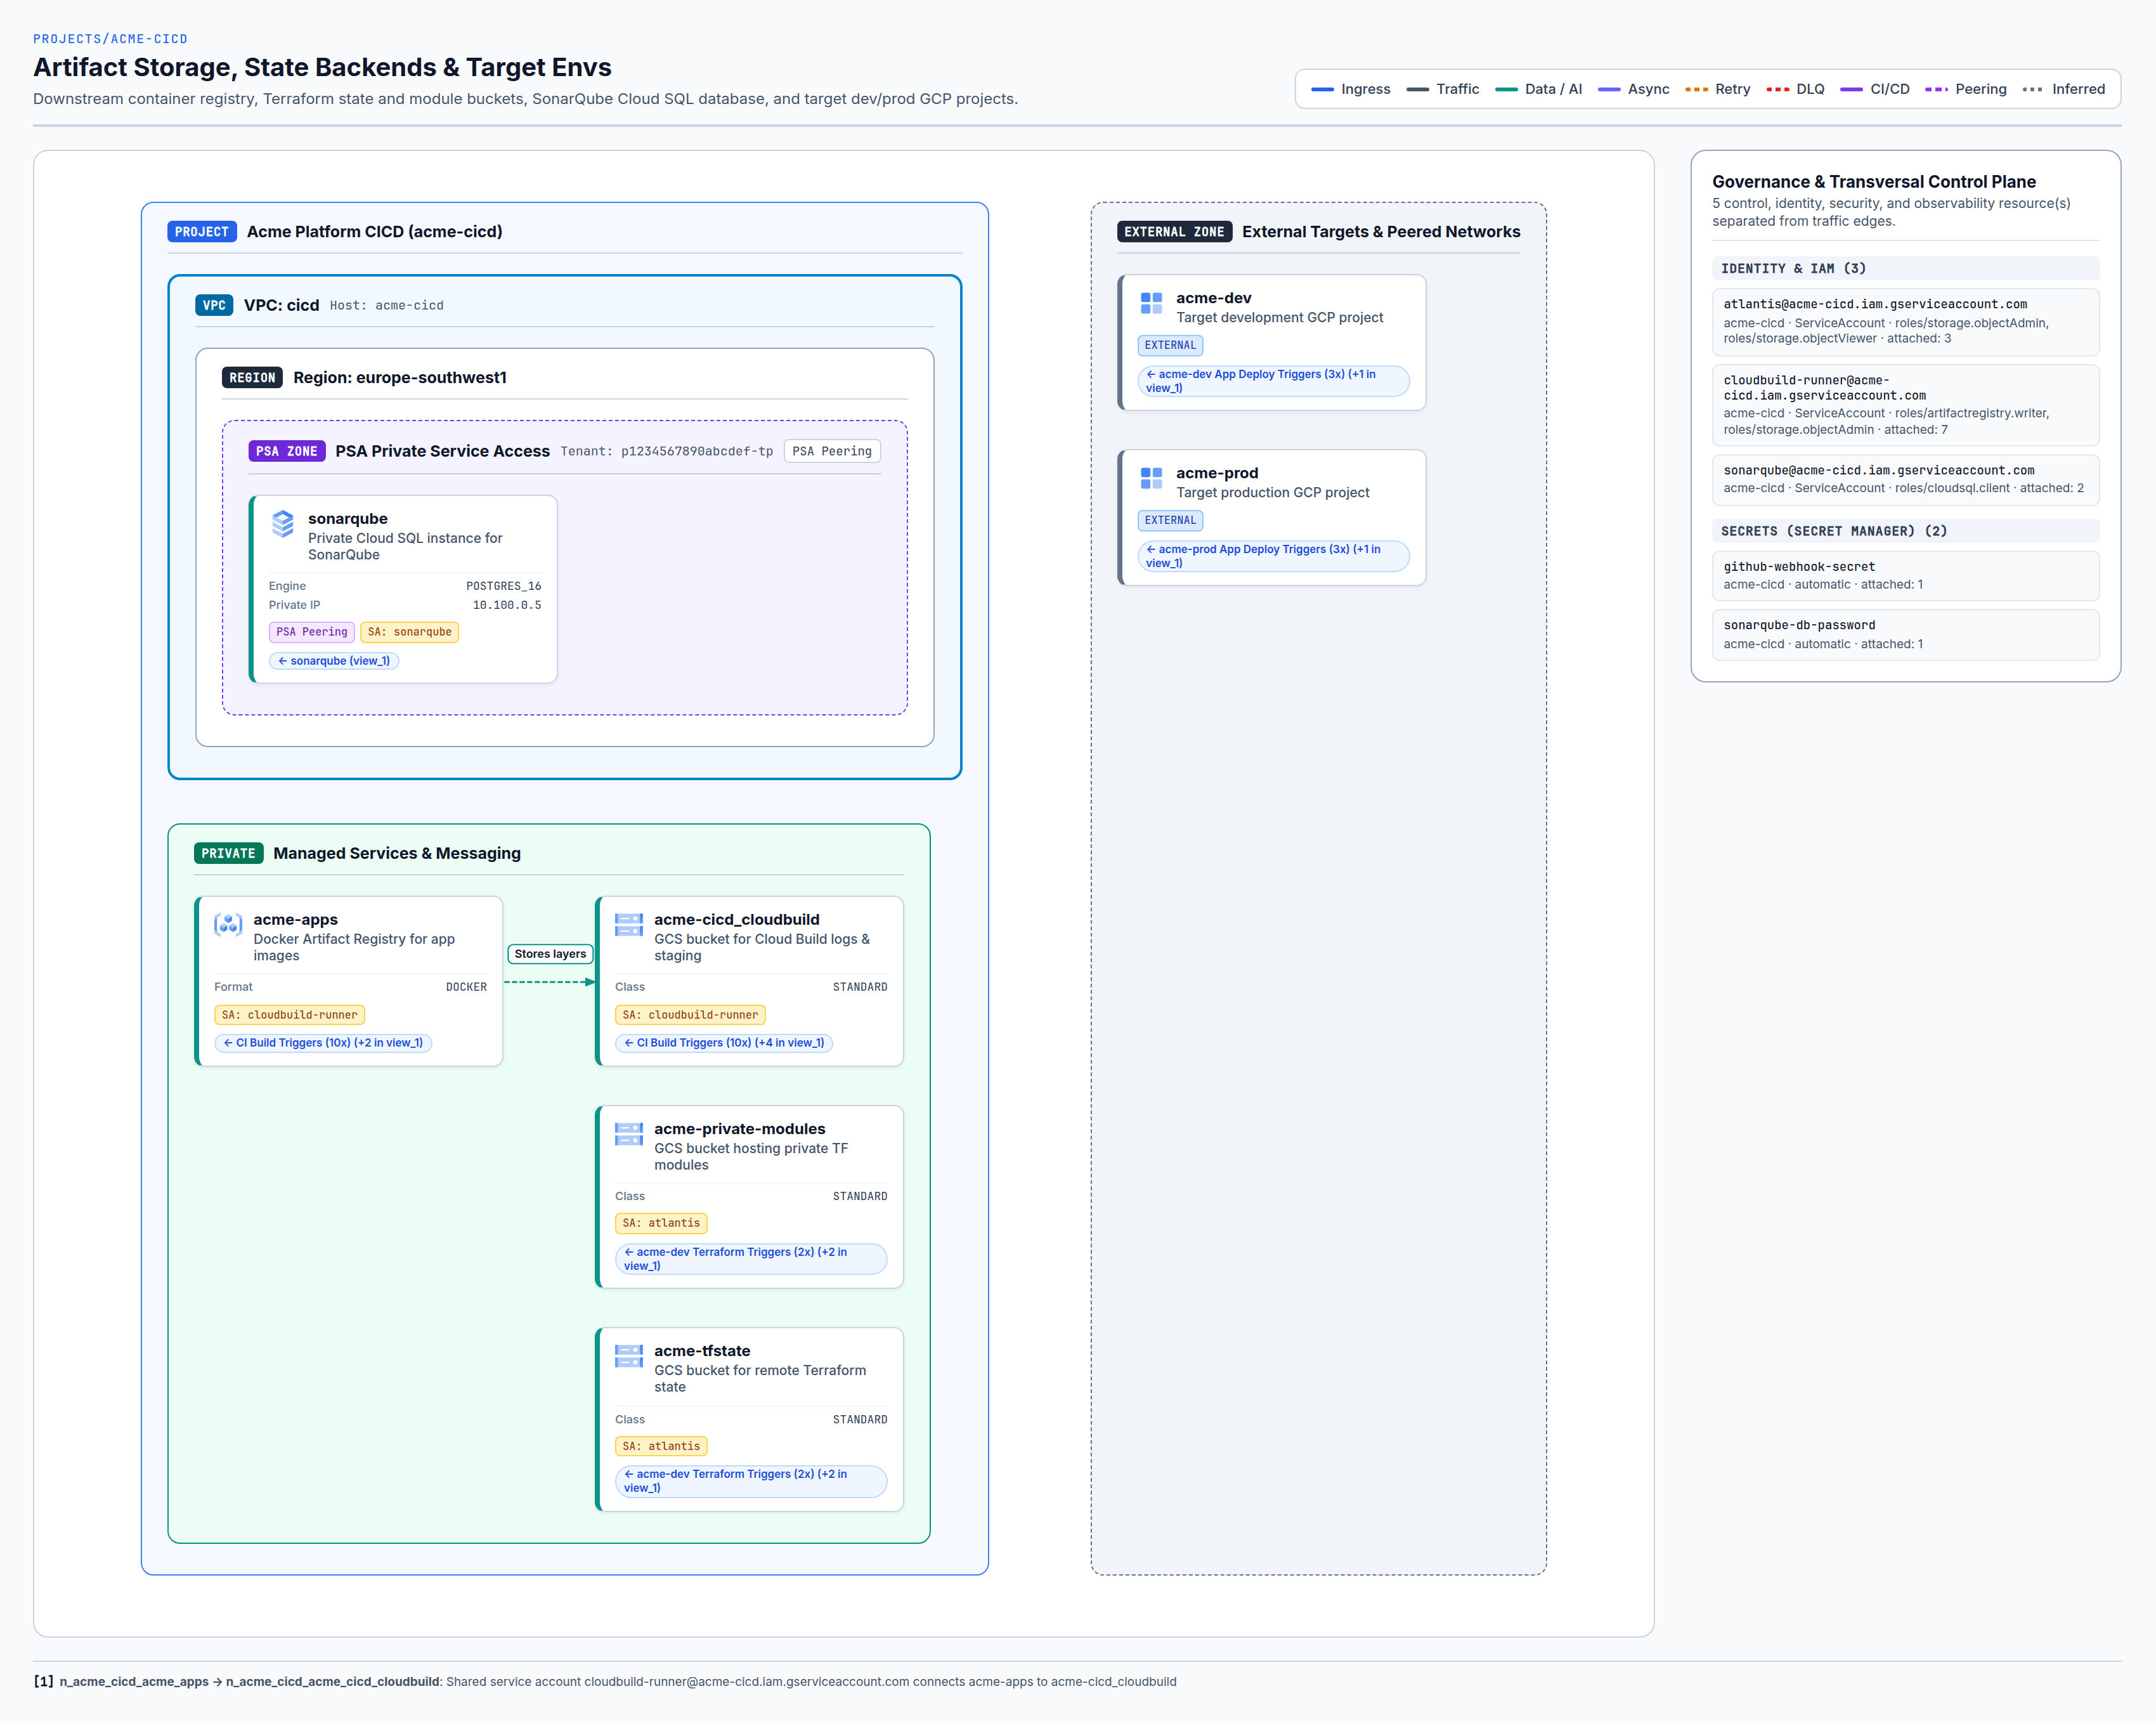 PROJECTS/ACME-CICD
Artifact Storage, State Backends & Target Envs
Downstream container registry, Terraform state and module buckets, SonarQube Cloud SQL database, and target dev/prod GCP projects.
Ingress
Traffic
Data / AI
Async
Retry
DLQ
CI/CD
Peering
Inferred
PROJECT Acme Platform CICD (acme-cicd)
VPC VPC: cicd Host: acme-cicd
REGION Region: europe-southwest1
PSA ZONE PSA Private Service Access Tenant: p1234567890abcdef-tp PSA Peering
sonarqube
Private Cloud SQL instance for
SonarQube
Engine POSTGRES_16
Private IP 10.100.0.5
PSA Peering SA: sonarqube
← sonarqube (view_1)
PRIVATE Managed Services & Messaging
acme-apps
Docker Artifact Registry for app
images
Format DOCKER
SA: cloudbuild-runner
← CI Build Triggers (10x) (+2 in view_1)
Stores layers
acme-cicd_cloudbuild
GCS bucket for Cloud Build logs &
staging
Class STANDARD
SA: cloudbuild-runner
← CI Build Triggers (10x) (+4 in view_1)
acme-private-modules
GCS bucket hosting private TF
modules
Class STANDARD
SA: atlantis
← acme-dev Terraform Triggers (2x) (+2 in
view_1)
acme-tfstate
GCS bucket for remote Terraform
state
Class STANDARD
SA: atlantis
← acme-dev Terraform Triggers (2x) (+2 in
view_1)
EXTERNAL ZONE External Targets & Peered Networks
acme-dev
Target development GCP project
EXTERNAL
← acme-dev App Deploy Triggers (3x) (+1 in
view_1)
acme-prod
Target production GCP project
EXTERNAL
← acme-prod App Deploy Triggers (3x) (+1 in
view_1)
Governance & Transversal Control Plane
5 control, identity, security, and observability resource(s)
separated from traffic edges.
IDENTITY & IAM (3)
atlantis@acme-cicd.iam.gserviceaccount.com
acme-cicd · ServiceAccount · roles/storage.objectAdmin,
roles/storage.objectViewer · attached: 3
cloudbuild-runner@acme-
cicd.iam.gserviceaccount.com
acme-cicd · ServiceAccount · roles/artifactregistry.writer,
roles/storage.objectAdmin · attached: 7
sonarqube@acme-cicd.iam.gserviceaccount.com
acme-cicd · ServiceAccount · roles/cloudsql.client · attached: 2
SECRETS (SECRET MANAGER) (2)
github-webhook-secret
acme-cicd · automatic · attached: 1
sonarqube-db-password
acme-cicd · automatic · attached: 1
[1] n_acme_cicd_acme_apps → n_acme_cicd_acme_cicd_cloudbuild: Shared service account cloudbuild-runner@acme-cicd.iam.gserviceaccount.com connects acme-apps to acme-cicd_cloudbuild